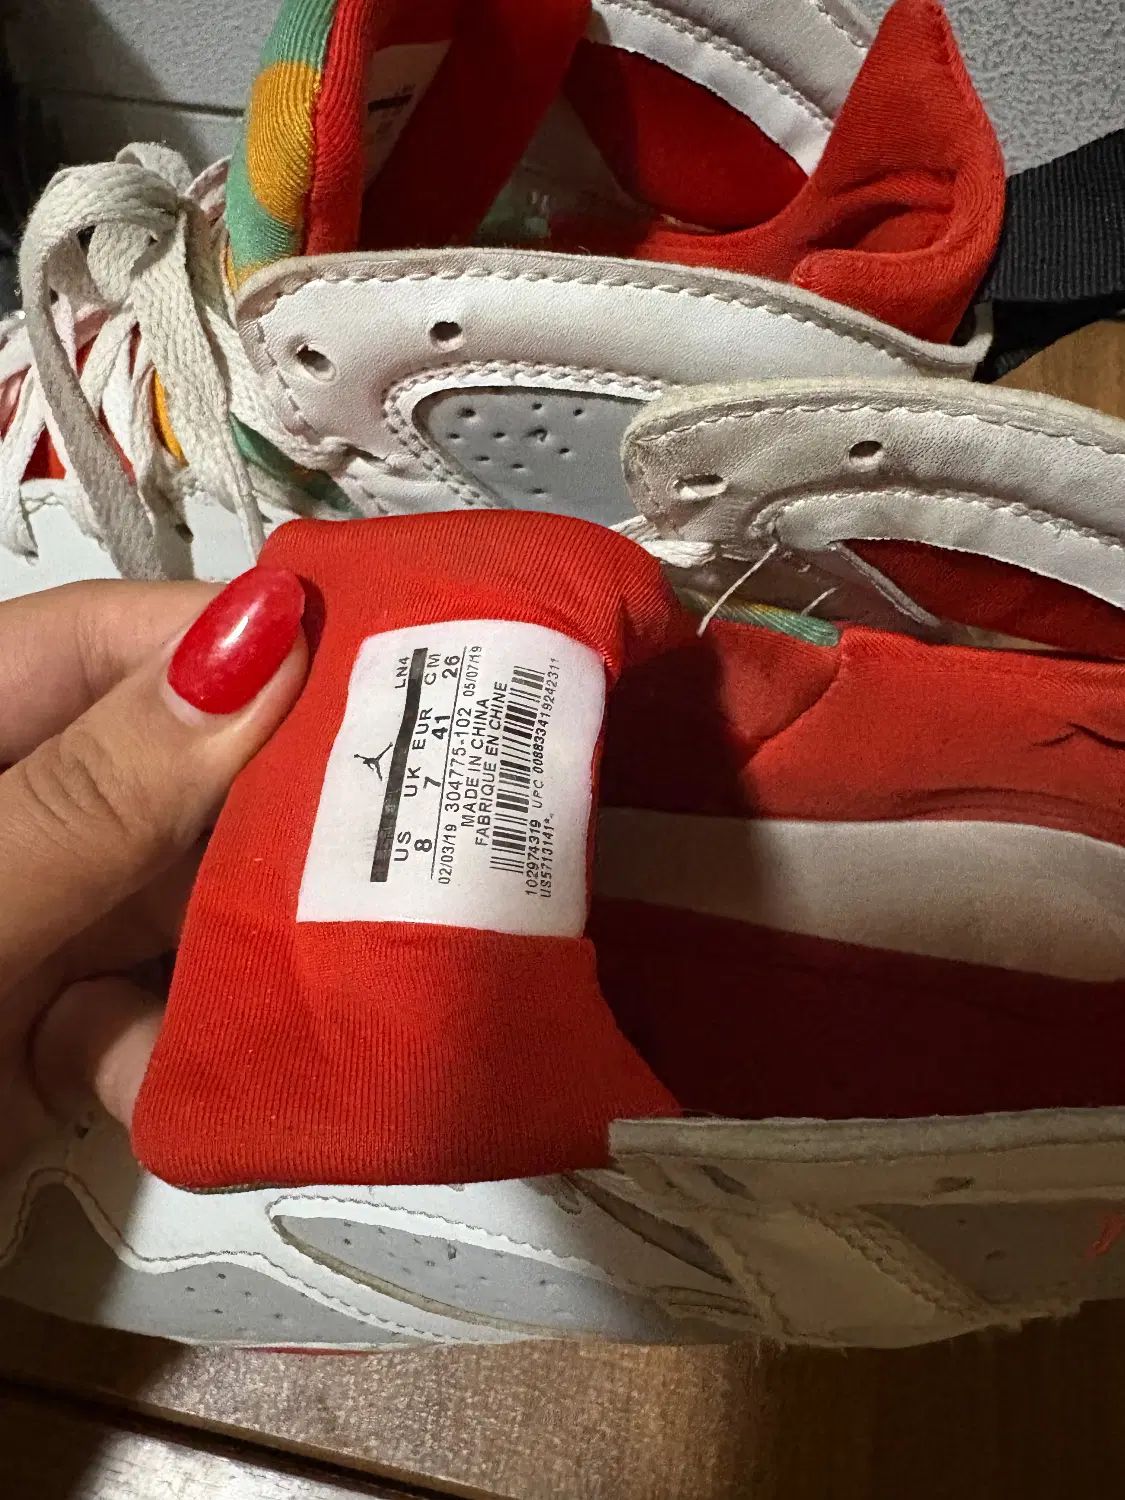 LN4
US UK EUR CM
8 7 41 26
02/03/19 304775-102 05/07/19
MADE IN CHINA
FABRIQUE EN CHINE
102974319 UPC 00883419242311
US5713141*